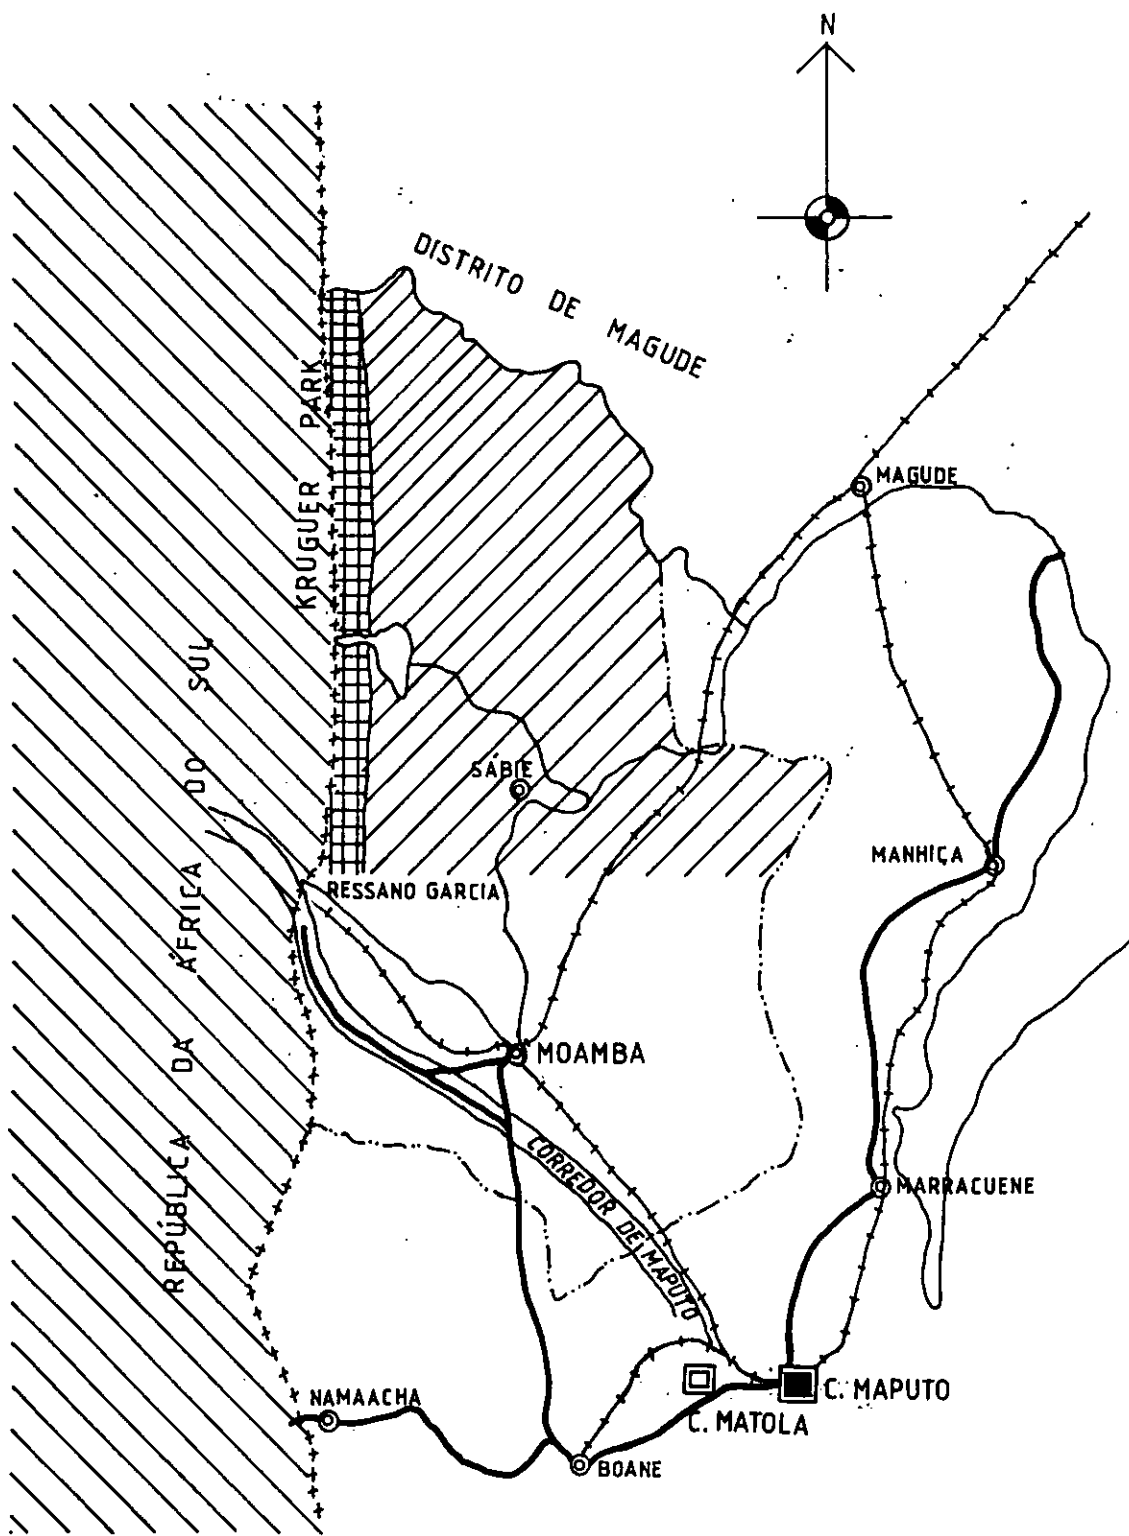 N
DISTRITO DE MAGUDE
KRUGUER PARK
MAGUDE
REPÚBLICA DA ÁFRICA DO SUL
SÁBIE
MANHIÇA
RESSANO GARCIA
MOAMBA
CORREDOR DE MAPUTO
MARRACUENE
C. MAPUTO
NAMAACHA
C. MATOLA
BOANE